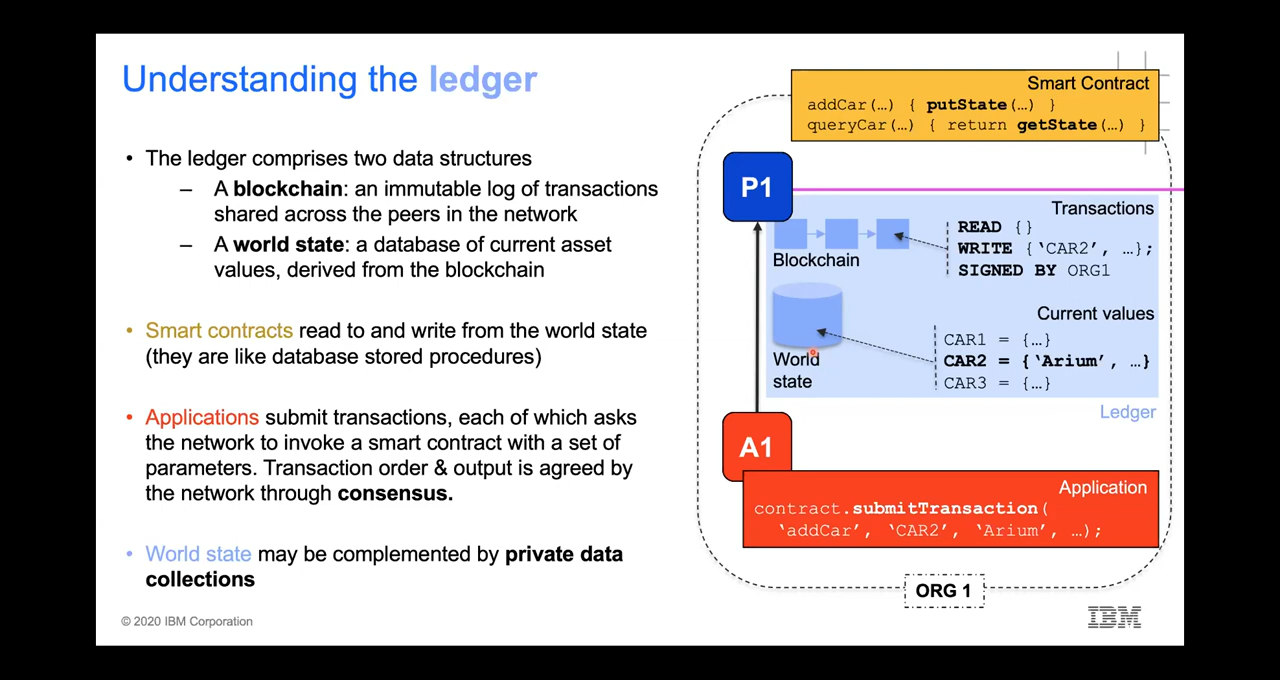 Understanding the ledger
• The ledger comprises two data structures
– A blockchain: an immutable log of transactions
shared across the peers in the network
– A world state: a database of current asset
values, derived from the blockchain
• Smart contracts read to and write from the world state
(they are like database stored procedures)
• Applications submit transactions, each of which asks
the network to invoke a smart contract with a set of
parameters. Transaction order & output is agreed by
the network through consensus.
• World state may be complemented by private data
collections
© 2020 IBM Corporation
Smart Contract
addCar(…) { putState(…) }
queryCar(…) { return getState(…) }
P1
Transactions
READ {}
WRITE {‘CAR2’, …};
SIGNED BY ORG1
Blockchain
Current values
CAR1 = {…}
CAR2 = {‘Arium’, …}
CAR3 = {…}
World
state
Ledger
A1
Application
contract.submitTransaction(
‘addCar’, ‘CAR2’, ‘Arium’, …);
ORG 1
IBM